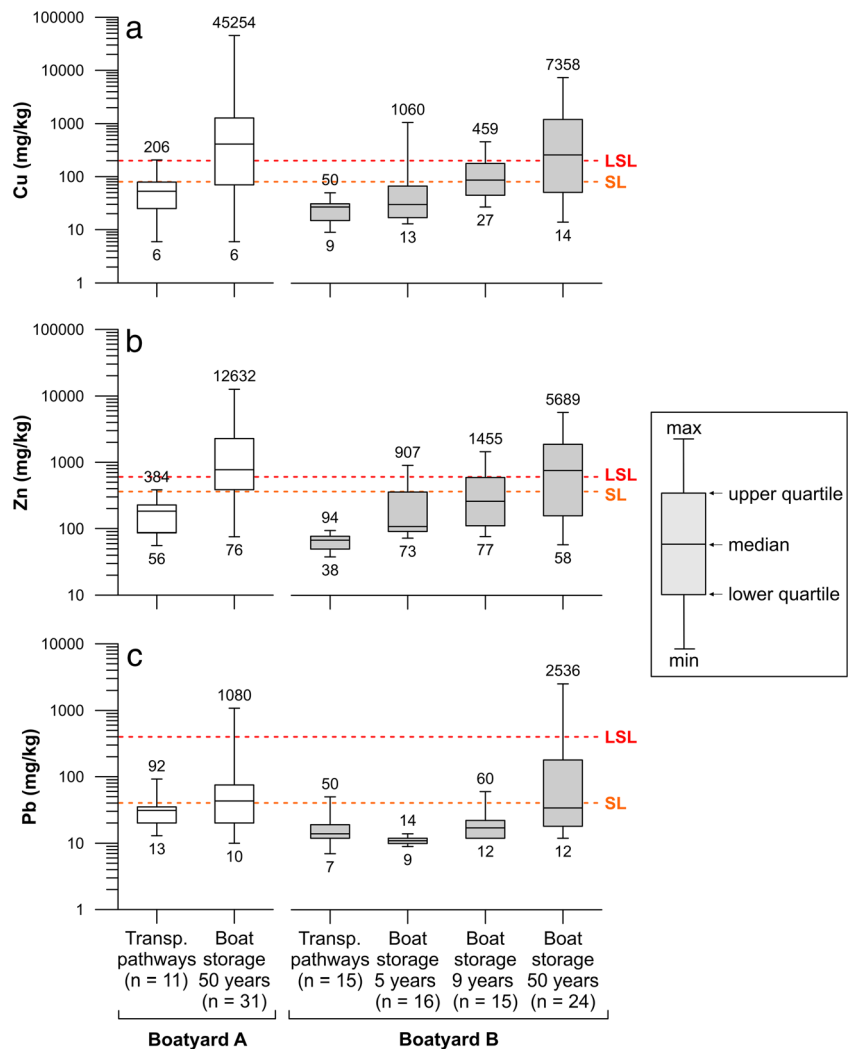 a
Cu (mg/kg)
100000
10000
1000
100
10
1
45254
206
6
6
1060
459
7358
50
9
13
27
14
LSL
SL
b
Zn (mg/kg)
100000
10000
1000
100
10
12632
384
56
76
907
1455
5689
94
38
73
77
58
LSL
SL
max
upper quartile
median
lower quartile
min
c
Pb (mg/kg)
10000
1000
100
10
1
1080
92
13
10
2536
50
14
60
7
9
12
12
LSL
SL
Transp.
pathways
(n = 11)
Boat
storage
50 years
(n = 31)
Transp.
pathways
(n = 15)
Boat
storage
5 years
(n = 16)
Boat
storage
9 years
(n = 15)
Boat
storage
50 years
(n = 24)
Boatyard A
Boatyard B